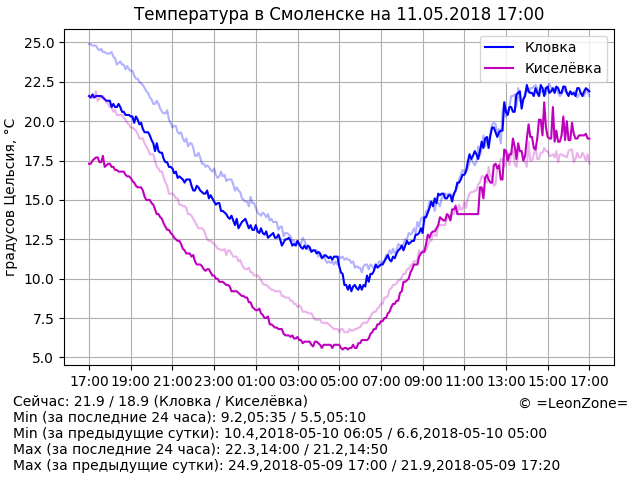 Температура в Смоленске на 11.05.2018 17:00
Кловка
Киселёвка
градусов Цельсия, °C
25.0
22.5
20.0
17.5
15.0
12.5
10.0
7.5
5.0
17:00 19:00 21:00 23:00 01:00 03:00 05:00 07:00 09:00 11:00 13:00 15:00 17:00
Сейчас: 21.9 / 18.9 (Кловка / Киселёвка)
© =LeonZone=
Min (за последние 24 часа): 9.2,05:35 / 5.5,05:10
Min (за предыдущие сутки): 10.4,2018-05-10 06:05 / 6.6,2018-05-10 05:00
Max (за последние 24 часа): 22.3,14:00 / 21.2,14:50
Max (за предыдущие сутки): 24.9,2018-05-09 17:00 / 21.9,2018-05-09 17:20